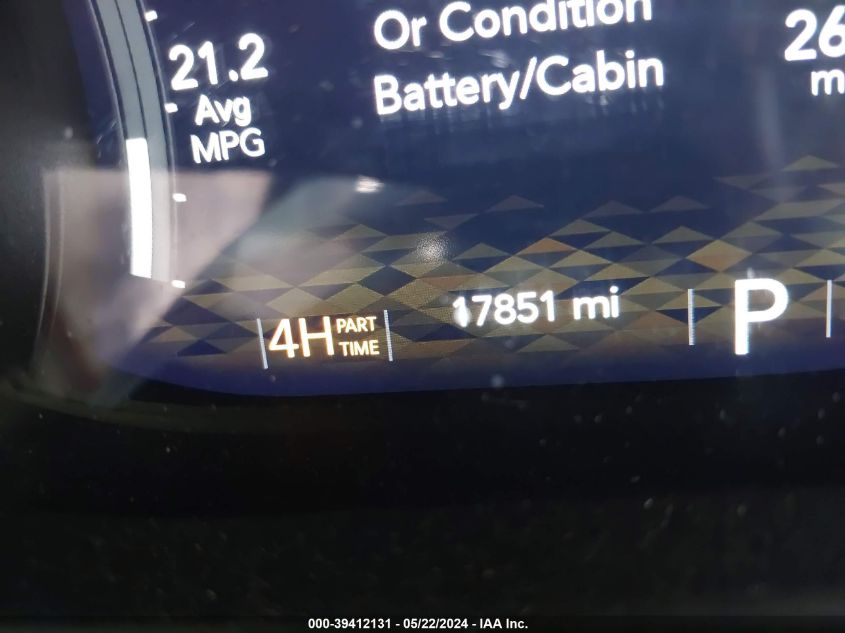 Or Condition
Battery/Cabin
21.2
Avg
MPG
4H PART
TIME
17851 mi
P
000-39412131 - 05/22/2024 - IAA Inc.